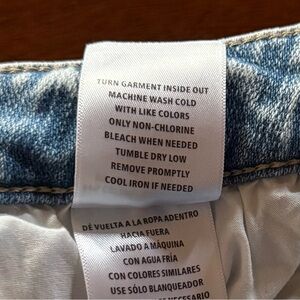 TURN GARMENT INSIDE OUT
MACHINE WASH COLD
WITH LIKE COLORS
ONLY NON-CHLORINE
BLEACH WHEN NEEDED
TUMBLE DRY LOW
REMOVE PROMPTLY
COOL IRON IF NEEDED
DÉ VUELTA A LA ROPA ADENTRO
HACIA FUERA
LAVADO A MÁQUINA
CON AGUA FRÍA
CON COLORES SIMILARES
USE SÓLO BLANQUEADOR